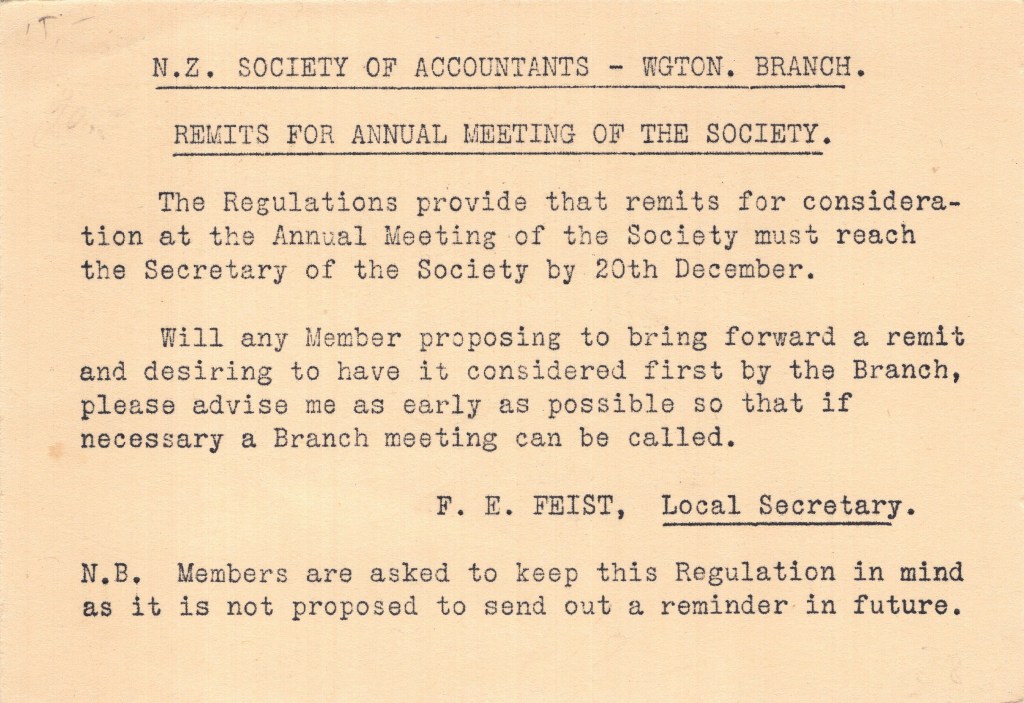 N.Z. SOCIETY OF ACCOUNTANTS - WGTON. BRANCH.
REMITS FOR ANNUAL MEETING OF THE SOCIETY.
The Regulations provide that remits for considera-
tion at the Annual Meeting of the Society must reach
the Secretary of the Society by 20th December.
Will any Member proposing to bring forward a remit
and desiring to have it considered first by the Branch,
please advise me as early as possible so that if
necessary a Branch meeting can be called.
F. E. FEIST, Local Secretary.
N.B. Members are asked to keep this Regulation in mind
as it is not proposed to send out a reminder in future.